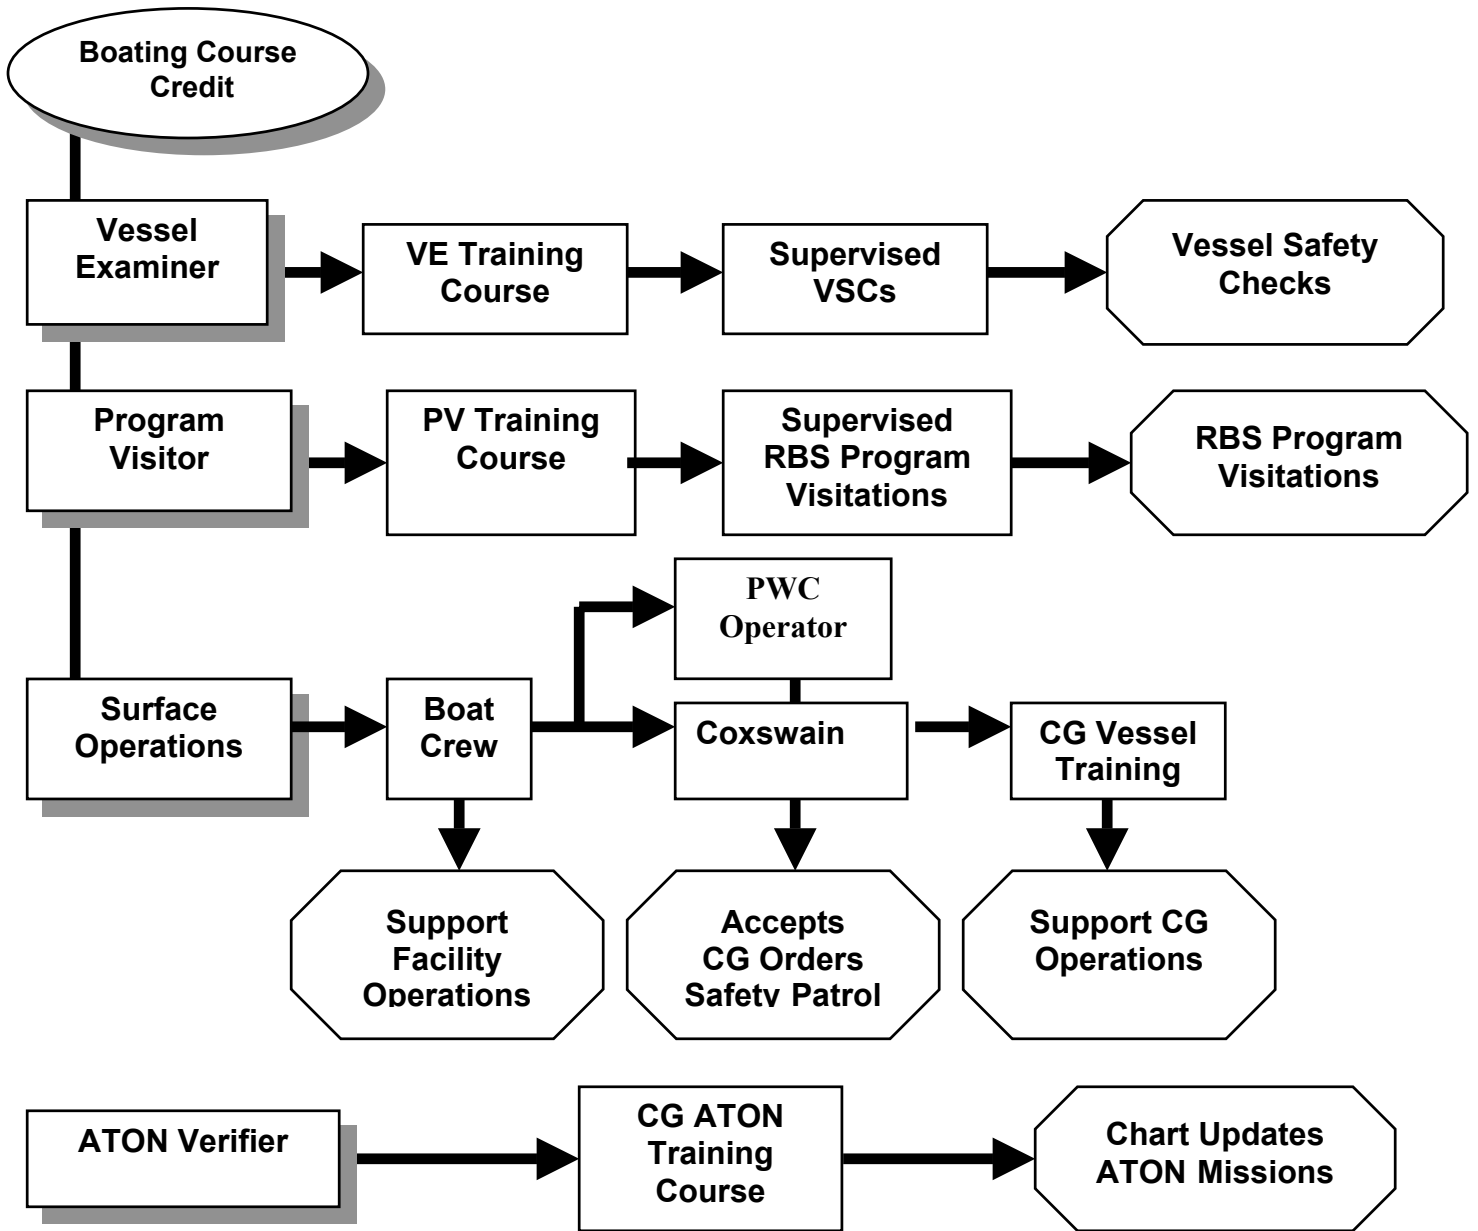 Boating Course
Credit
Vessel
Examiner
VE Training
Course
Supervised
VSCs
Vessel Safety
Checks
Program
Visitor
PV Training
Course
Supervised
RBS Program
Visitations
RBS Program
Visitations
PWC
Operator
Surface
Operations
Boat
Crew
Coxswain
CG Vessel
Training
Support
Facility
Operations
Accepts
CG Orders
Safety Patrol
Support CG
Operations
ATON Verifier
CG ATON
Training
Course
Chart Updates
ATON Missions